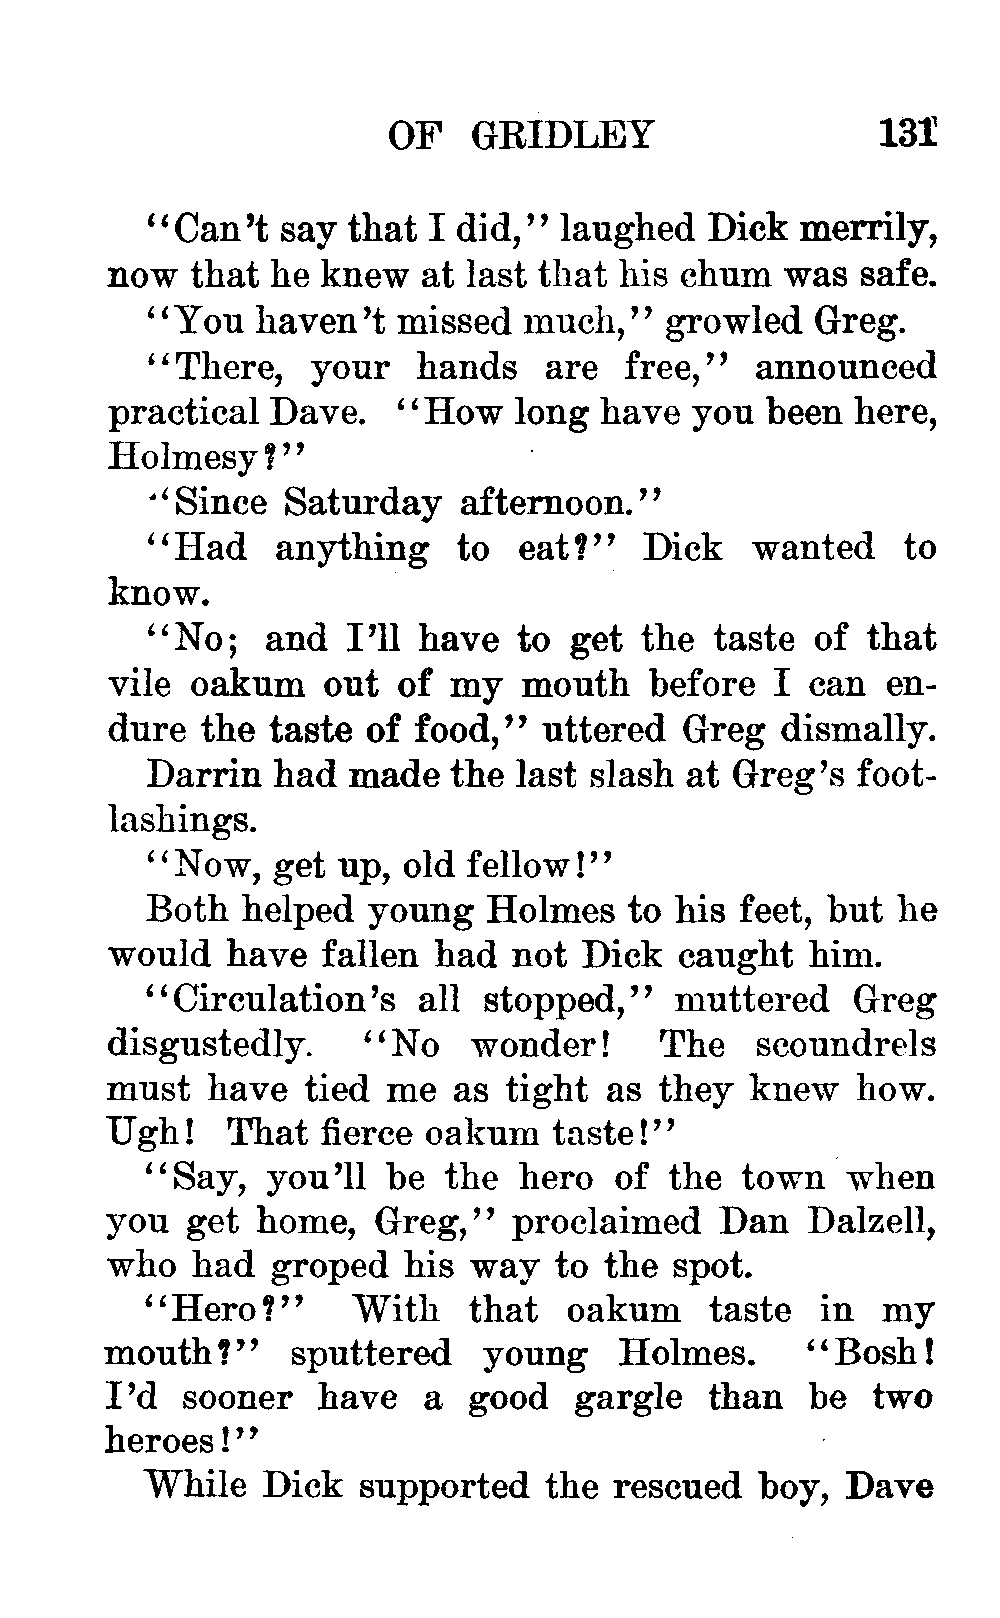 OF GRIDLEY 131
“Can’t say that I did,” laughed Dick merrily,
now that he knew at last that his chum was safe.
“You haven’t missed much,” growled Greg.
“There, your hands are free,” announced
practical Dave. “How long have you been here,
Holmesy?”
“Since Saturday afternoon.”
“Had anything to eat?” Dick wanted to
know.
“No; and I’ll have to get the taste of that
vile oakum out of my mouth before I can en-
dure the taste of food,” uttered Greg dismally.
Darrin had made the last slash at Greg’s foot-
lashings.
“Now, get up, old fellow!”
Both helped young Holmes to his feet, but he
would have fallen had not Dick caught him.
“Circulation’s all stopped,” muttered Greg
disgustedly. “No wonder! The scoundrels
must have tied me as tight as they knew how.
Ugh! That fierce oakum taste!”
“Say, you’ll be the hero of the town when
you get home, Greg,” proclaimed Dan Dalzell,
who had groped his way to the spot.
“Hero?” With that oakum taste in my
mouth?” sputtered young Holmes. “Bosh!
I’d sooner have a good gargle than be two
heroes!”
While Dick supported the rescued boy, Dave